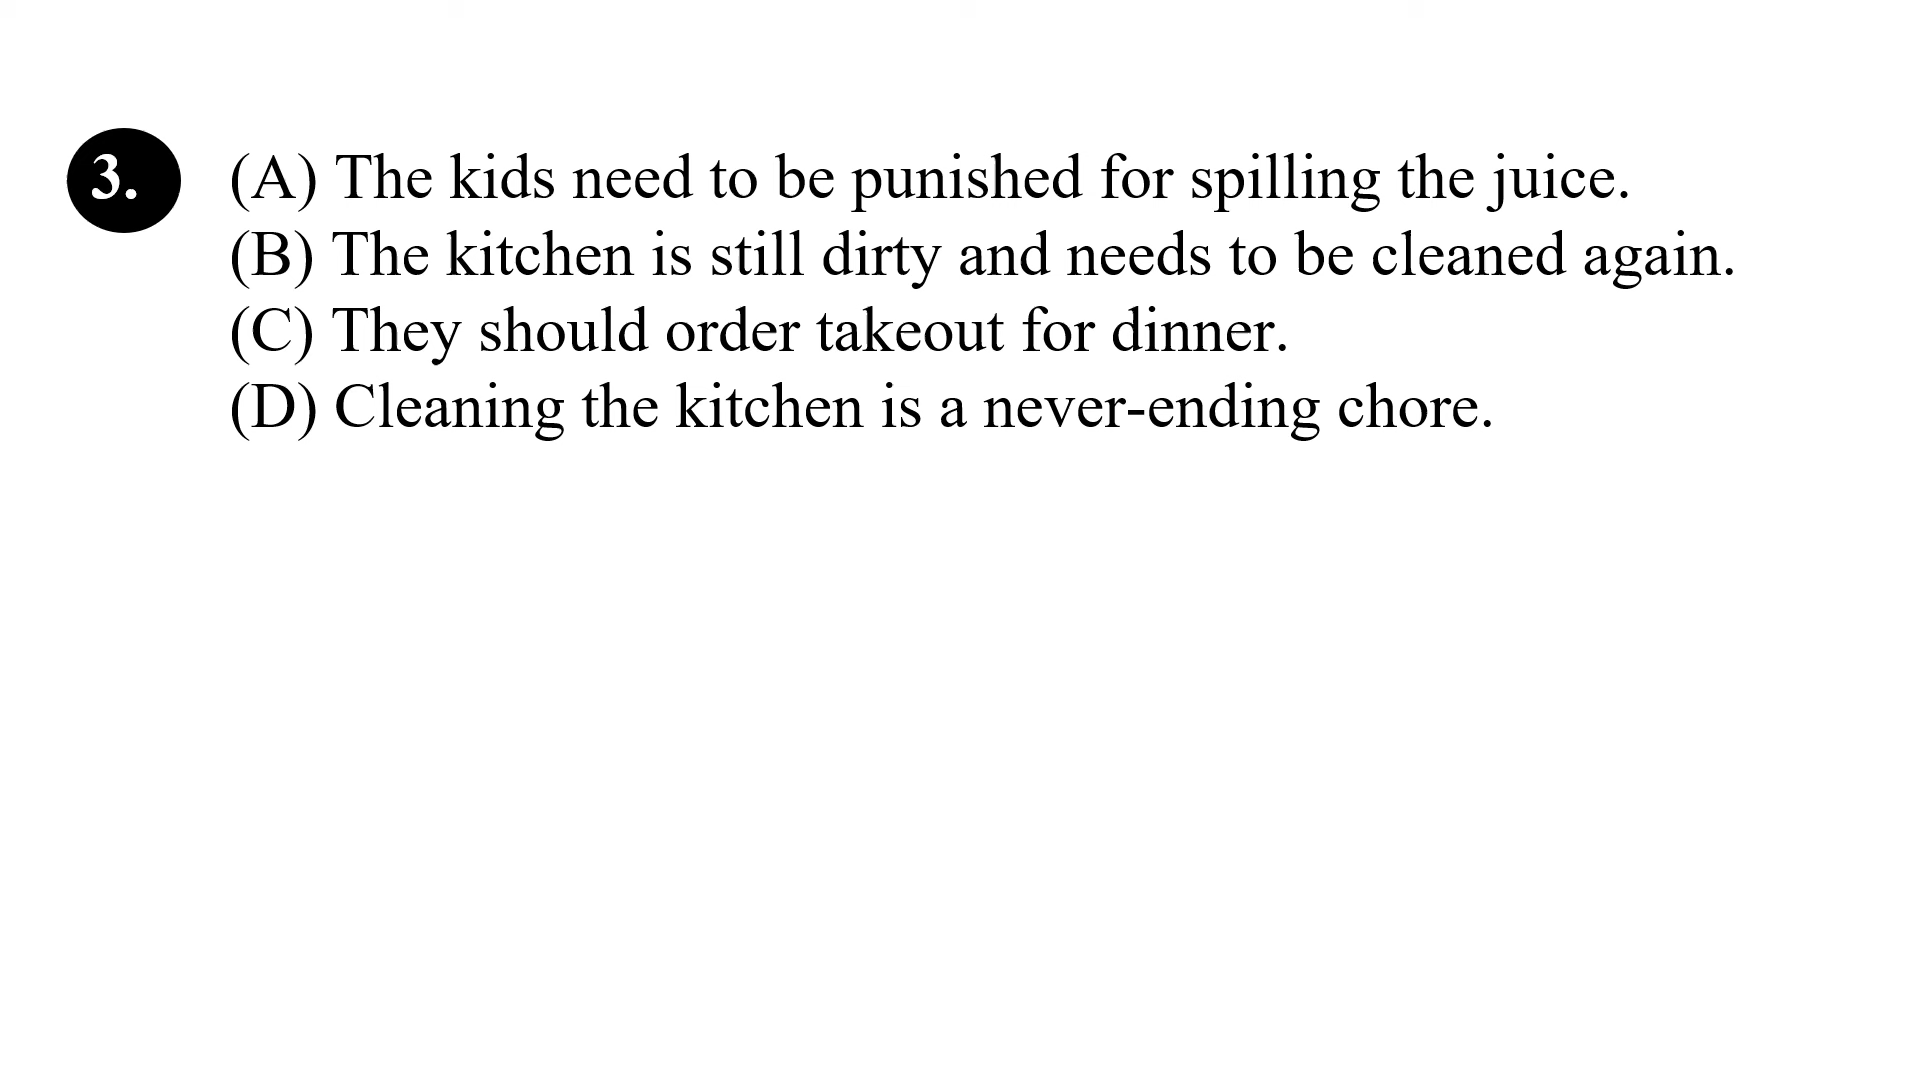 3. (A) The kids need to be punished for spilling the juice.
(B) The kitchen is still dirty and needs to be cleaned again.
(C) They should order takeout for dinner.
(D) Cleaning the kitchen is a never-ending chore.